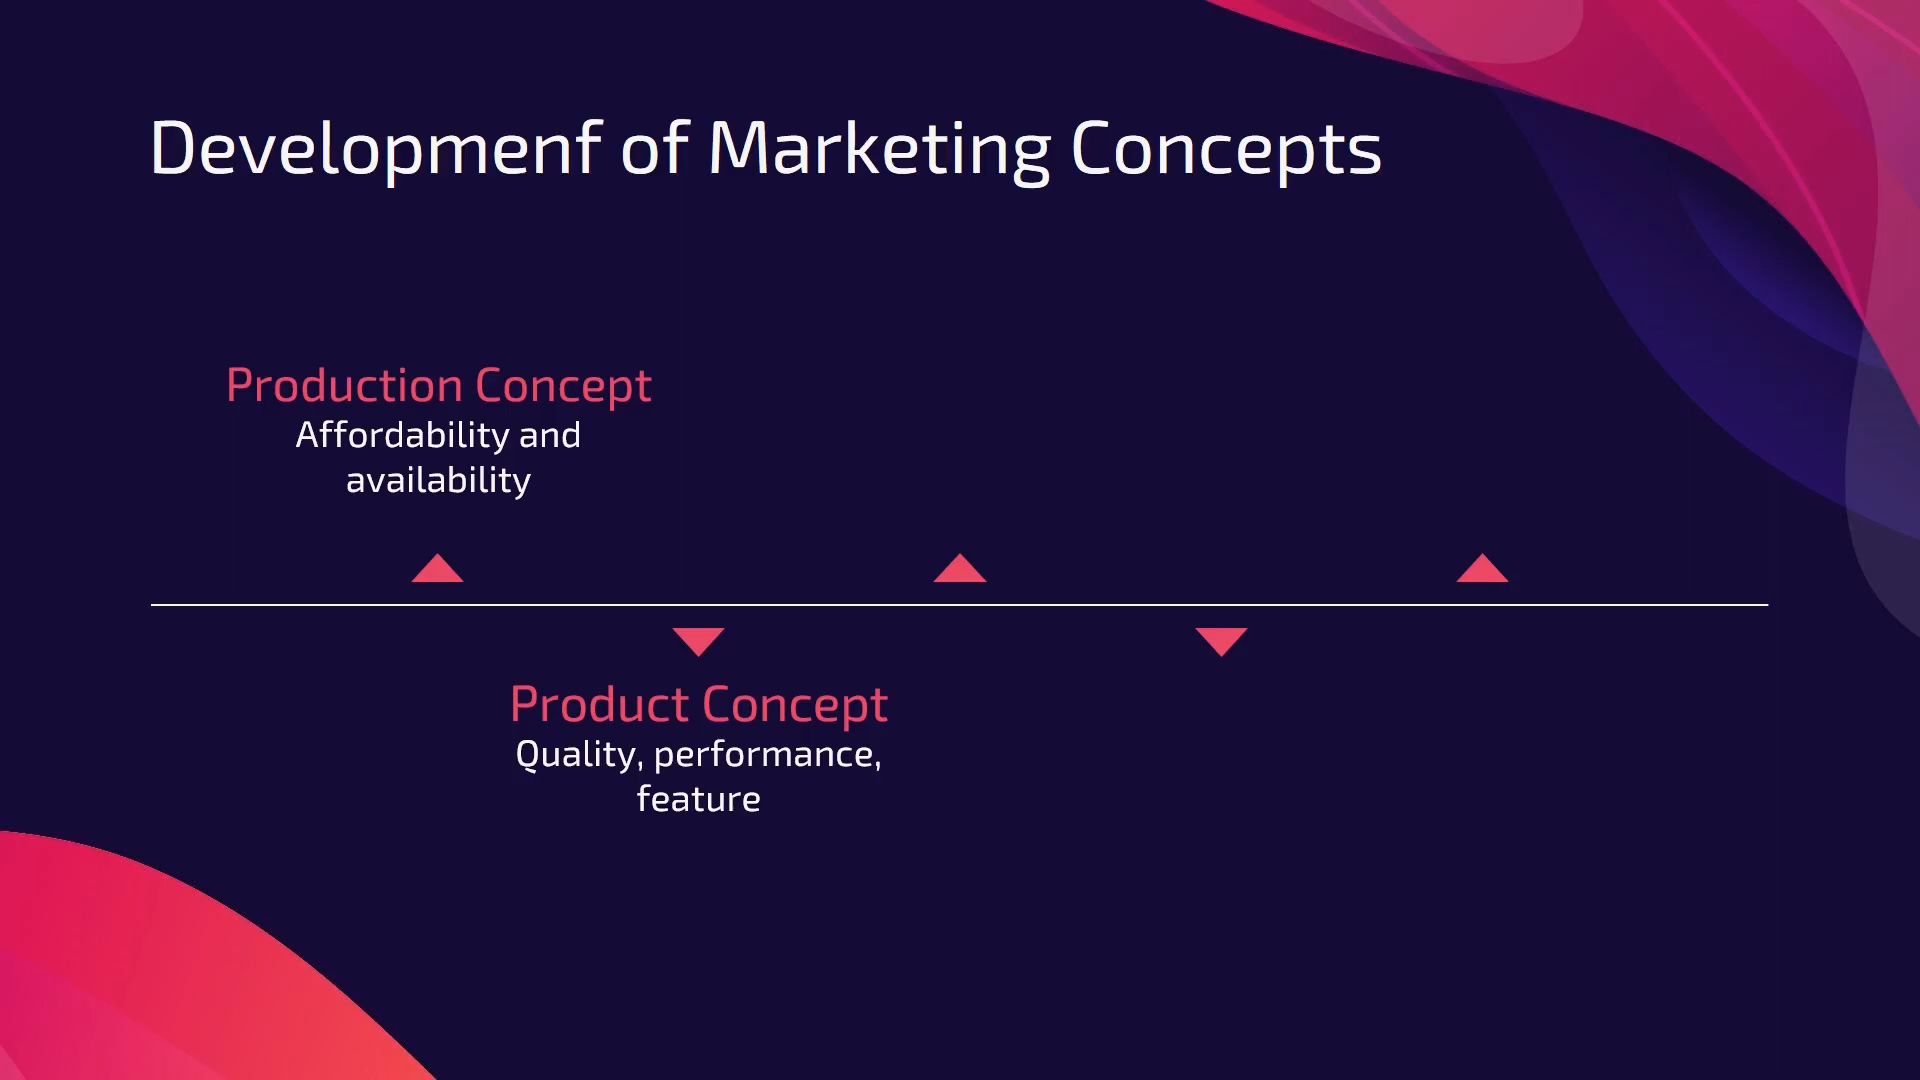 Developmenf of Marketing Concepts
Production Concept
Affordability and
availability
Product Concept
Quality, performance,
feature